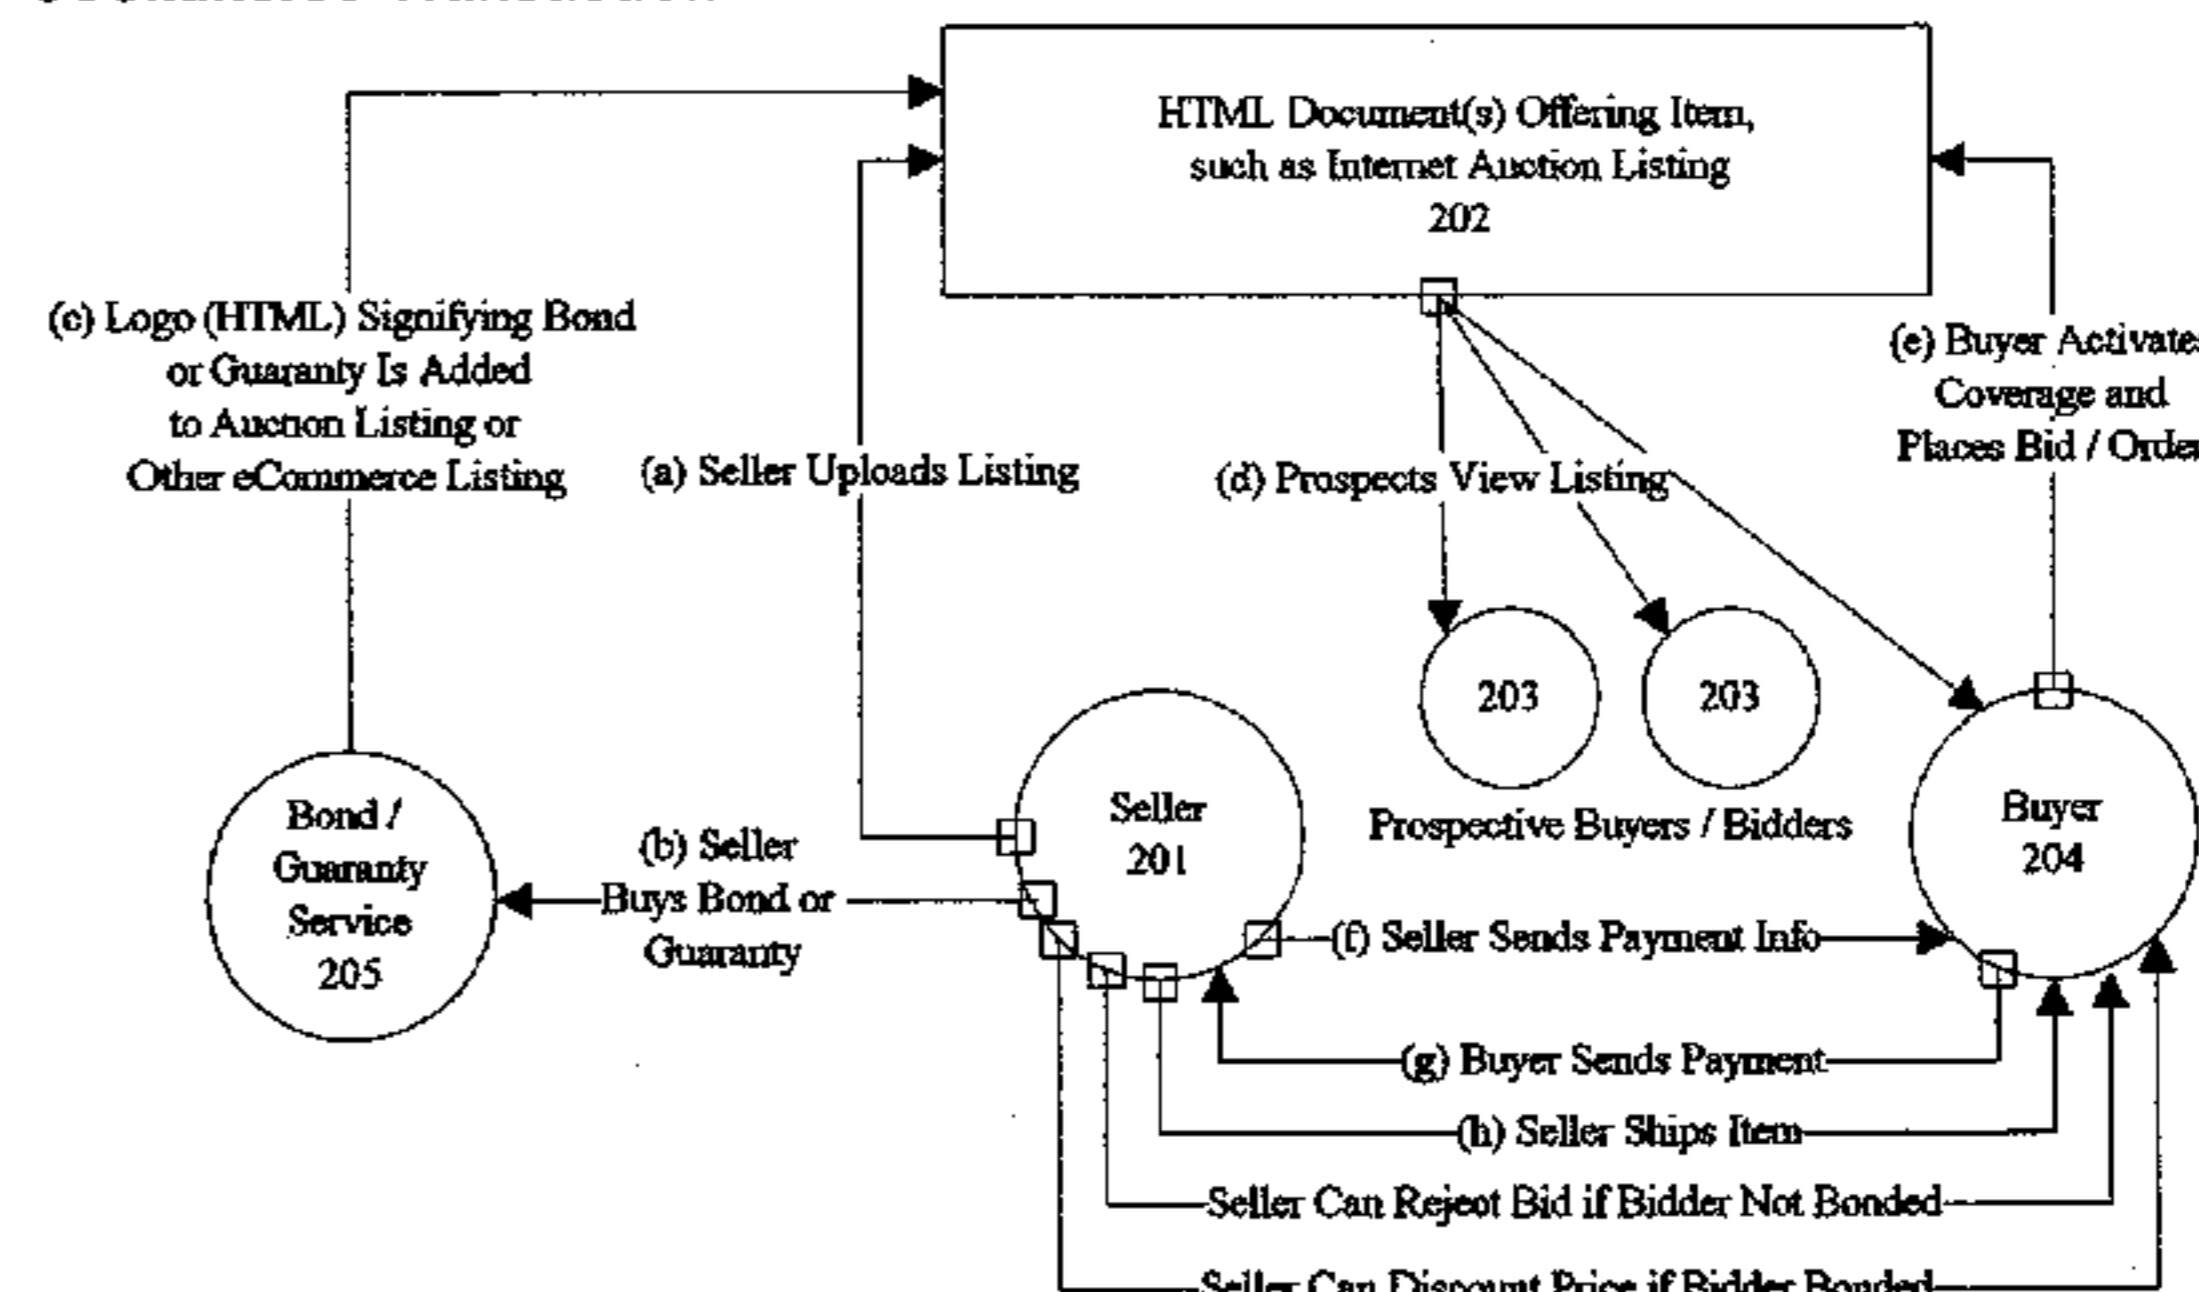 HTML Document(s) Offering Item,
such as Internet Auction Listing
202
(c) Logo (HTML) Signifying Bond
or Guaranty Is Added
to Auction Listing or
Other eCommerce Listing
(a) Seller Uploads Listing
(d) Prospects View Listing
(e) Buyer Activate
Coverage and
Places Bid / Order
203
203
Prospective Buyers / Bidders
Seller
201
Buyer
204
Bond /
Guaranty
Service
205
(b) Seller
Buys Bond or
Guaranty
(f) Seller Sends Payment Info
(g) Buyer Sends Payment
(h) Seller Ships Item
Seller Can Reject Bid if Bidder Not Bonded
Seller Can Discount Price if Bidder Bonded